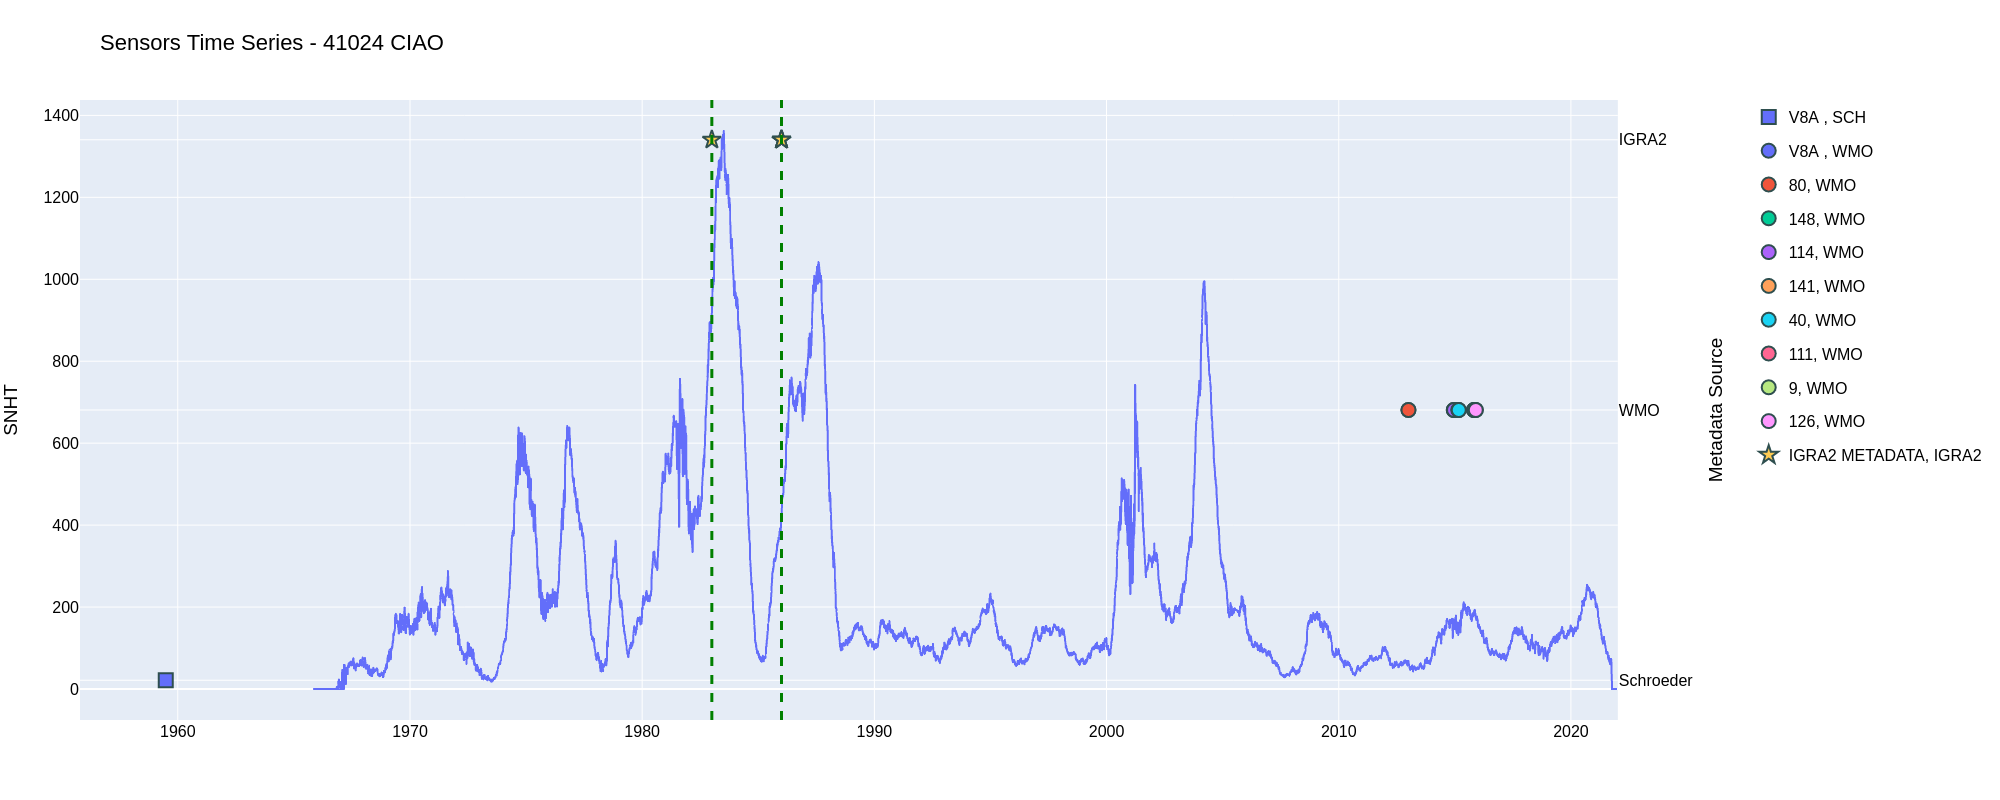 Sensors Time Series - 41024 CIAO
1400
1200
1000
800
600
400
200
0
SNHT
1960
1970
1980
1990
2000
2010
2020
IGRA2
WMO
Schroeder
Metadata Source
V8A , SCH
V8A , WMO
80, WMO
148, WMO
114, WMO
141, WMO
40, WMO
111, WMO
9, WMO
126, WMO
IGRA2 METADATA, IGRA2